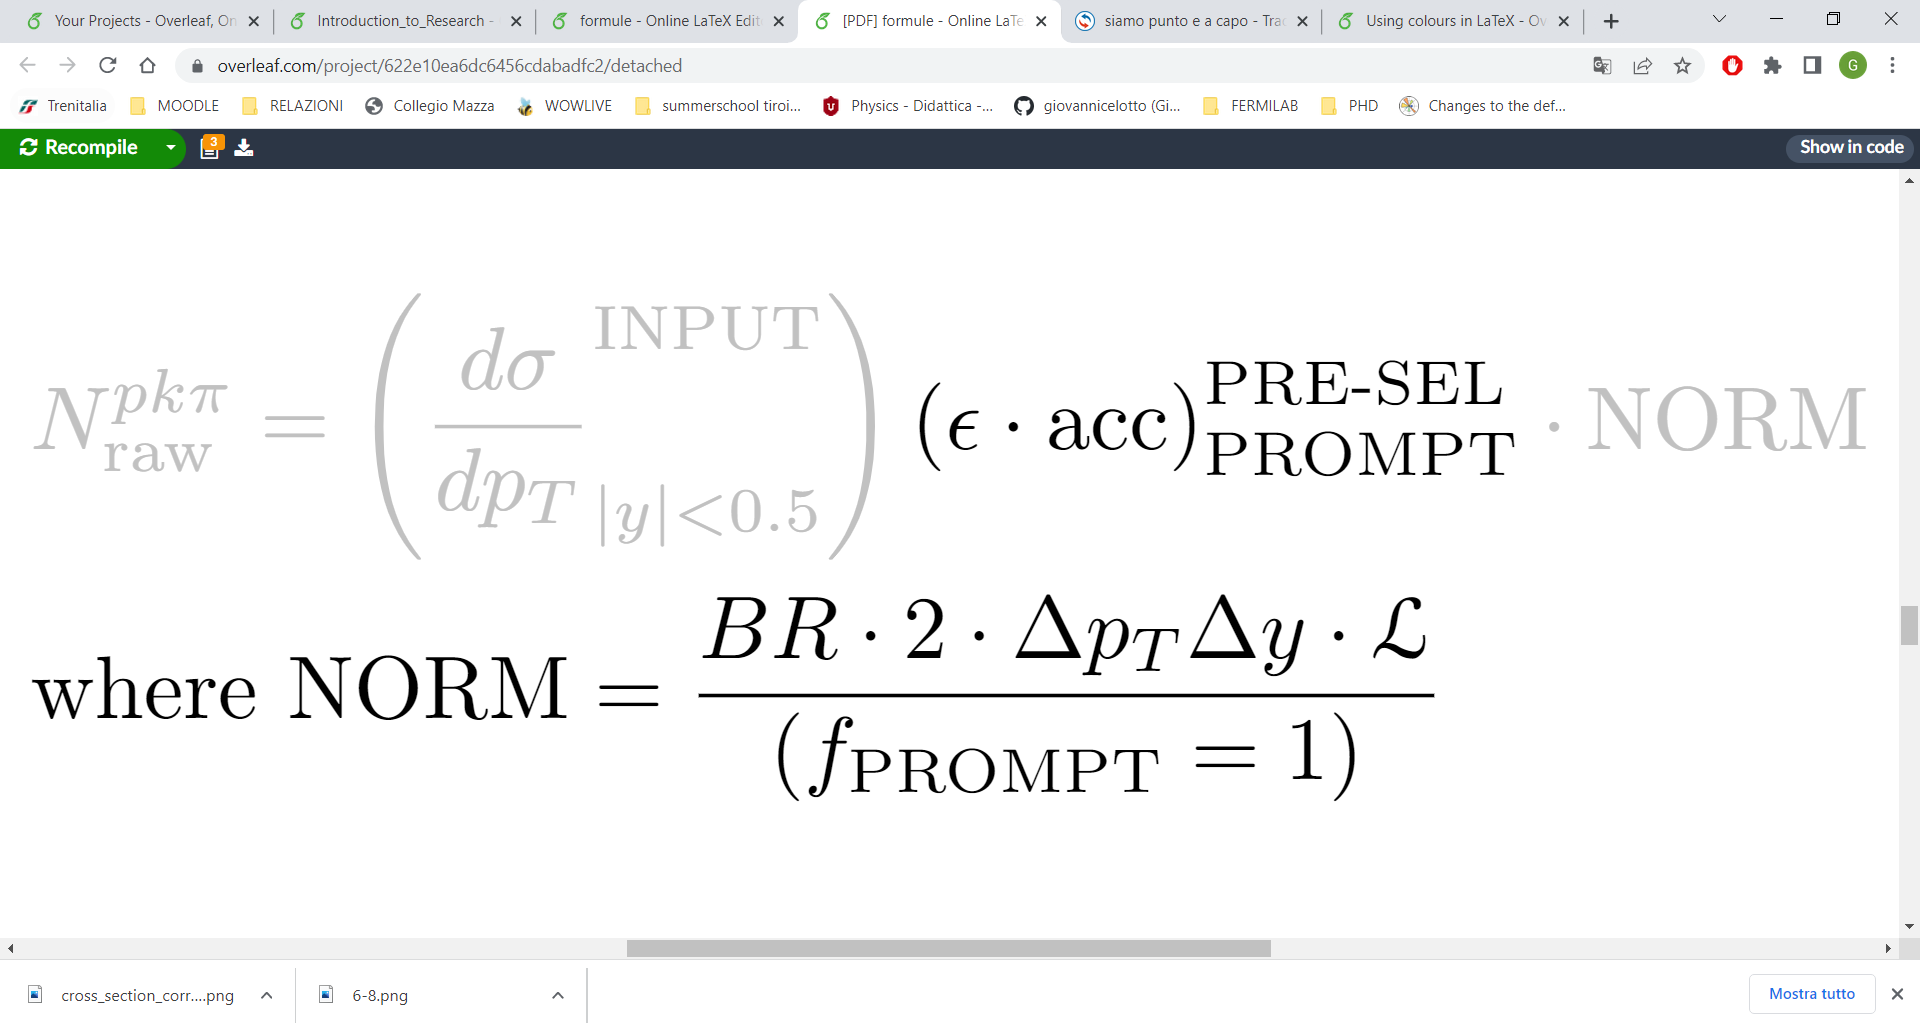 Your Projects - Overleaf, On Introduction_to_Research - formule - Online LaTeX Edit [PDF] formule - Online LaTe siamo punto e a capo - Trac Using colours in LaTeX - Ov
overleaf.com/project/622e10ea6dc6456cdabadfc2/detached G
Trenitalia MOODLE RELAZIONI Collegio Mazza WOWLIVE summerschool tiroi... Physics - Didattica -... giovannicelotto (Gi... FERMILAB PHD Changes to the def...
Recompile 3 Show in code
N_{raw}^{pkπ} = ( dσ/dp_T ^{INPUT}_{|y|<0.5} ) (ϵ · acc)^{PRE-SEL}_{PROMPT} · NORM
where NORM = BR · 2 · Δp_T Δy · ℒ / (f_{PROMPT} = 1)
cross_section_corr....png 6-8.png Mostra tutto